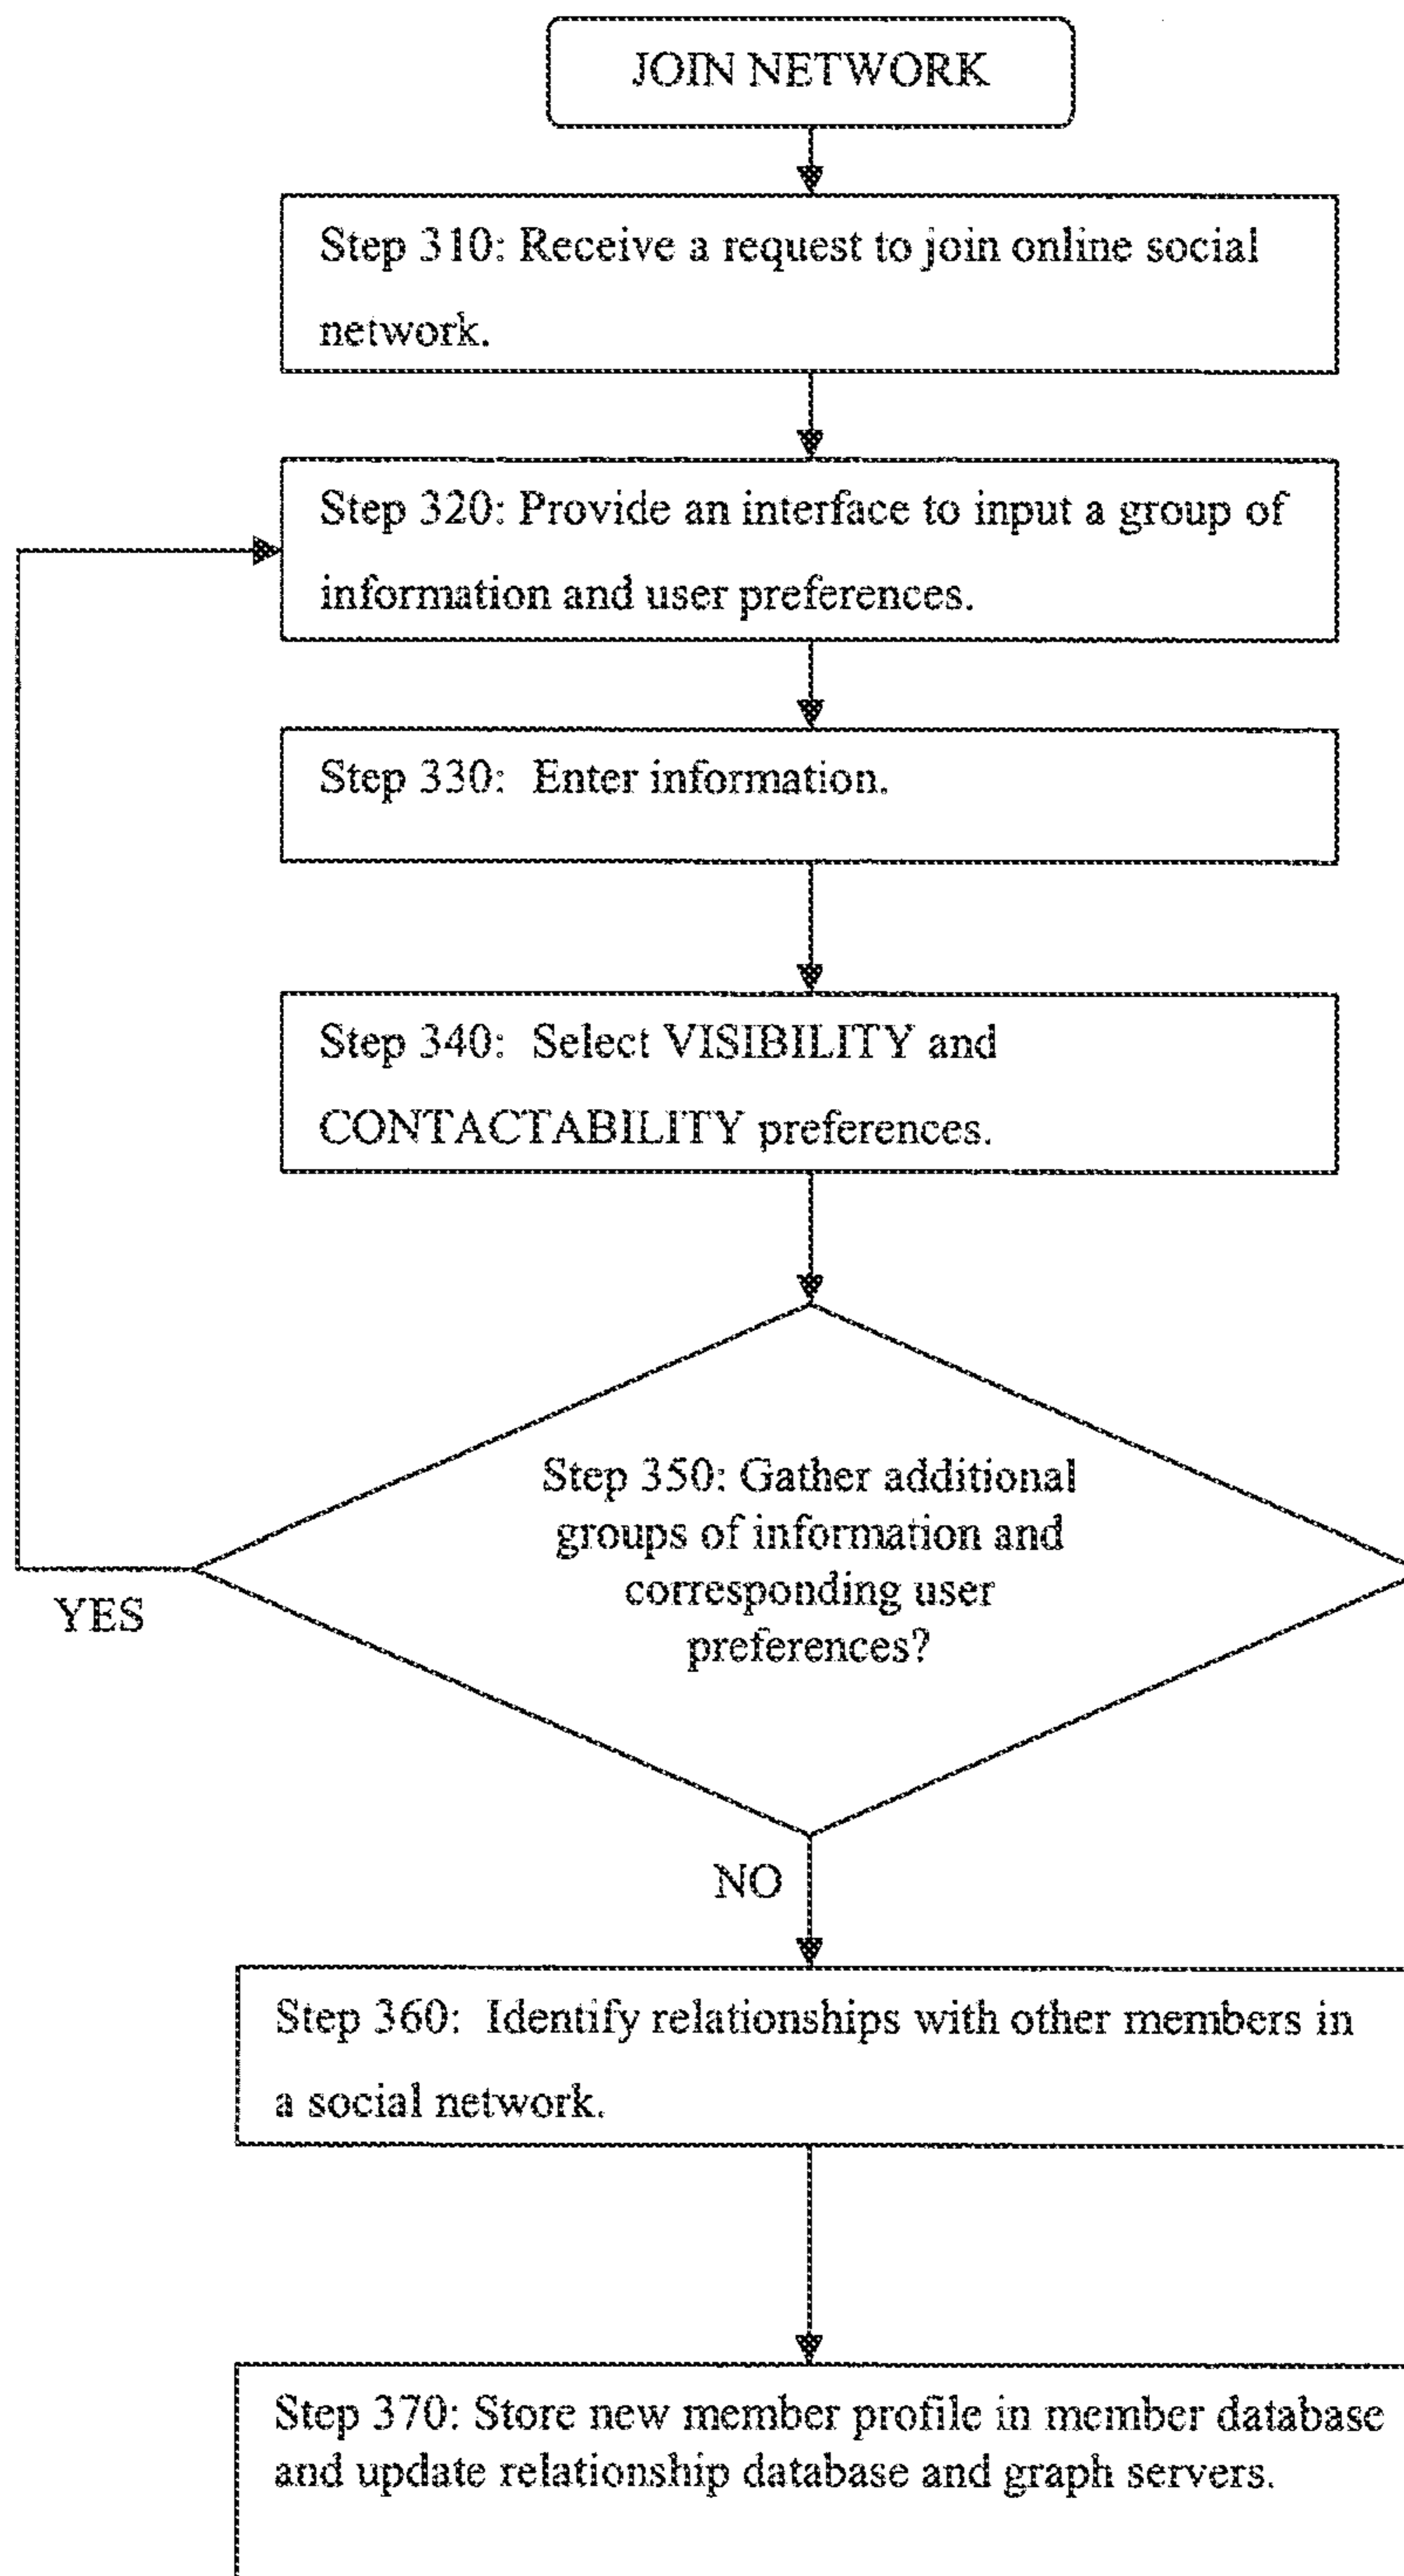 JOIN NETWORK
Step 310: Receive a request to join online social
network.
Step 320: Provide an interface to input a group of
information and user preferences.
Step 330: Enter information.
Step 340: Select VISIBILITY and
CONTACTABILITY preferences.
Step 350: Gather additional
groups of information and
corresponding user
preferences?
YES
NO
Step 360: Identify relationships with other members in
a social network.
Step 370: Store new member profile in member database
and update relationship database and graph servers.